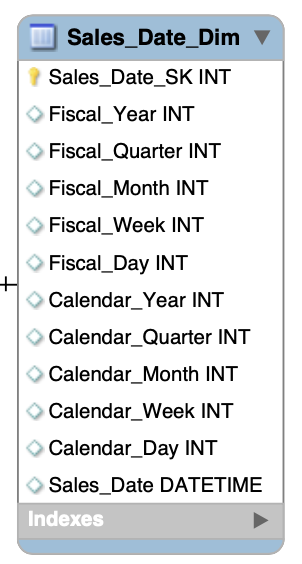 Sales_Date_Dim
Sales_Date_SK INT
Fiscal_Year INT
Fiscal_Quarter INT
Fiscal_Month INT
Fiscal_Week INT
Fiscal_Day INT
Calendar_Year INT
Calendar_Quarter INT
Calendar_Month INT
Calendar_Week INT
Calendar_Day INT
Sales_Date DATETIME
Indexes